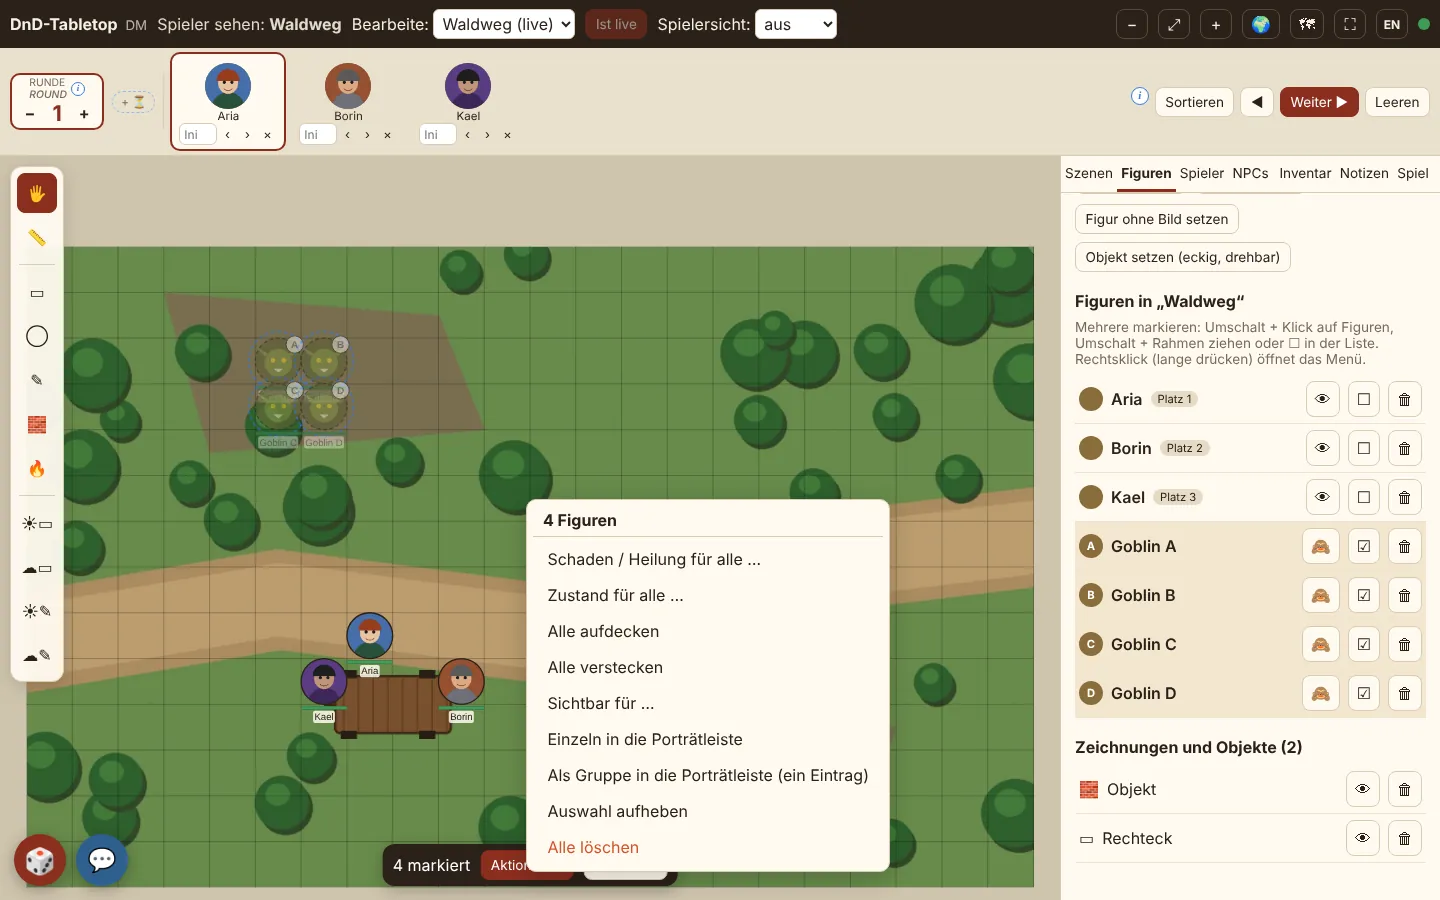 DnD-Tabletop DM Spieler sehen: Waldweg Bearbeite: Waldweg (live) Ist live Spielersicht: aus EN
RUNDE
ROUND
− 1 +
Aria
Ini
Borin
Ini
Kael
Ini
Sortieren
Weiter
Leeren
Szenen Figuren Spieler NPCs Inventar Notizen Spiel
Figur ohne Bild setzen
Objekt setzen (eckig, drehbar)
Figuren in „Waldweg“
Mehrere markieren: Umschalt + Klick auf Figuren,
Umschalt + Rahmen ziehen oder ☐ in der Liste.
Rechtsklick (lange drücken) öffnet das Menü.
Aria Platz 1
Borin Platz 2
Kael Platz 3
A Goblin A
B Goblin B
C Goblin C
D Goblin D
Zeichnungen und Objekte (2)
Objekt
Rechteck
A B
C D
Goblin C Goblin D
Aria
Kael
Borin
4 Figuren
Schaden / Heilung für alle ...
Zustand für alle ...
Alle aufdecken
Alle verstecken
Sichtbar für ...
Einzeln in die Porträtleiste
Als Gruppe in die Porträtleiste (ein Eintrag)
Auswahl aufheben
Alle löschen
4 markiert